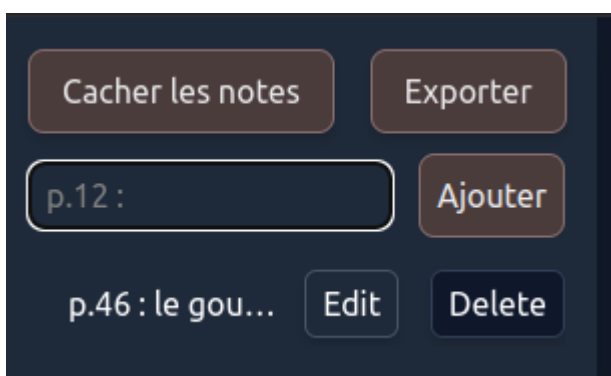 Cacher les notes Exporter
p.12 : Ajouter
p.46 : le gou... Edit Delete